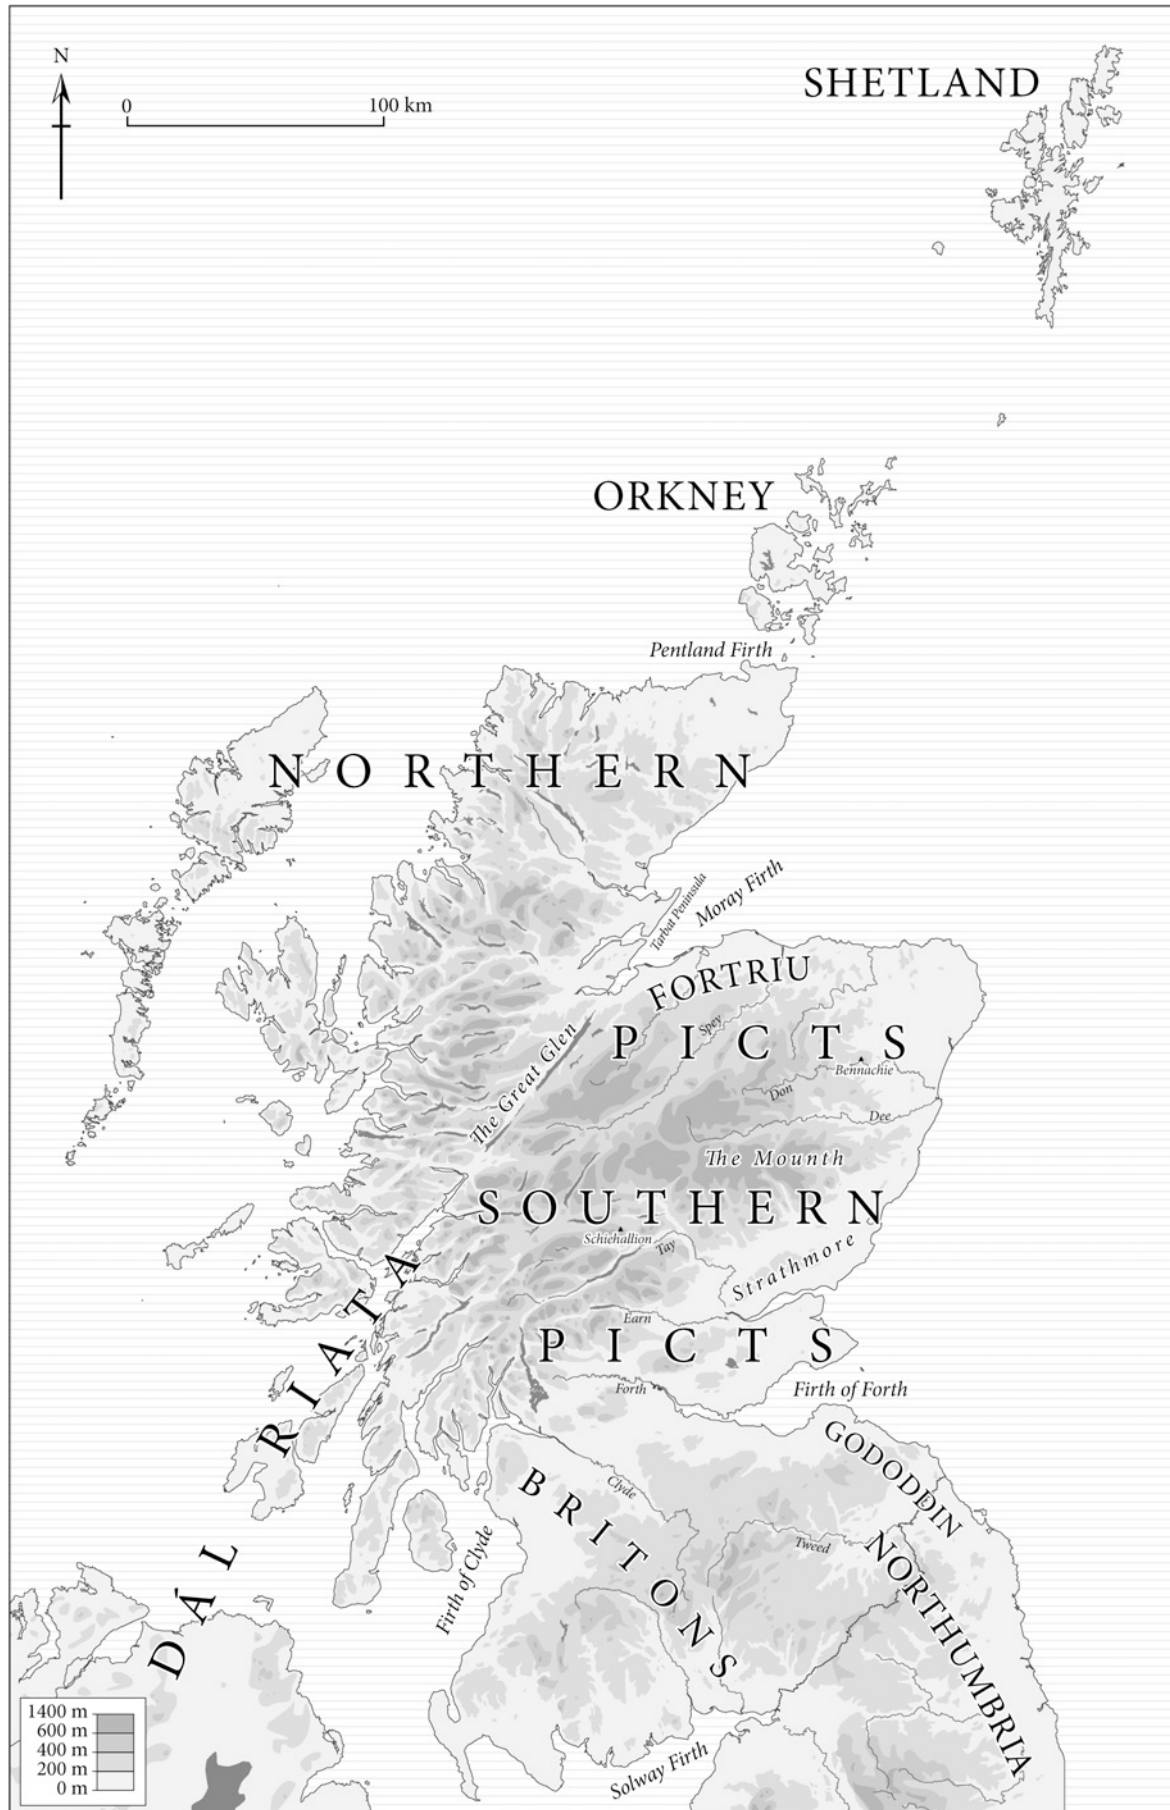 N
0 100 km
SHETLAND
ORKNEY
Pentland Firth
NORTHERN
Moray Firth
Tarbat Peninsula
FORTRIU
PICTS
Spey
The Great Glen
Bennachie
Don
Dee
The Mounth
SOUTHERN
Schiehallion
Tay
Strathmore
Earn
PICTS
Forth
Firth of Forth
DÁL RIATA
GODODDIN
Clyde
BRITONS
Tweed
NORTHUMBRIA
Firth of Clyde
Solway Firth
1400 m
600 m
400 m
200 m
0 m